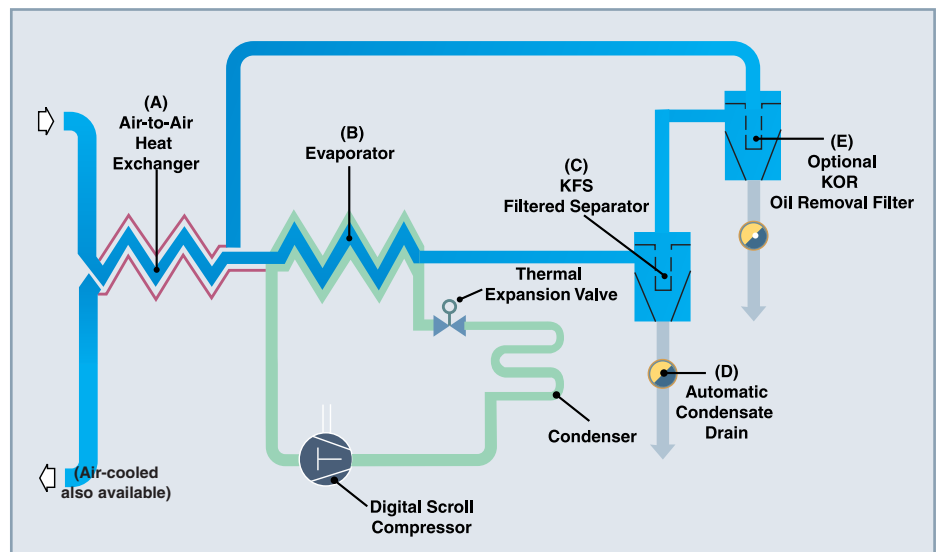 (A)
Air-to-Air
Heat
Exchanger
(B)
Evaporator
(C)
KFS
Filtered Separator
(E)
Optional
KOR
Oil Removal Filter
Thermal
Expansion Valve
(D)
Automatic
Condensate
Drain
Condenser
(Air-cooled
also available)
Digital Scroll
Compressor